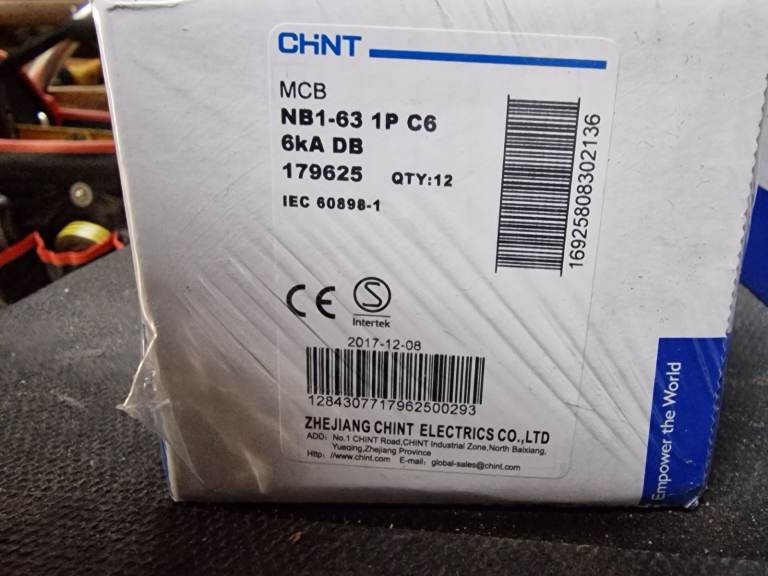 CHNT
MCB
NB1-63 1P C6
6kA DB
179625 QTY:12
IEC 60898-1
16925808302136
CE
S
Intertek
2017-12-08
1284307717962500293
ZHEJIANG CHINT ELECTRICS CO.,LTD
ADD: No.1 CHINT Road,CHINT Industrial Zone,North Baixiang,
Yueqing,Zhejiang Province
Http: //www.chint.com E-mail: global-sales@chint.com
Empower the World